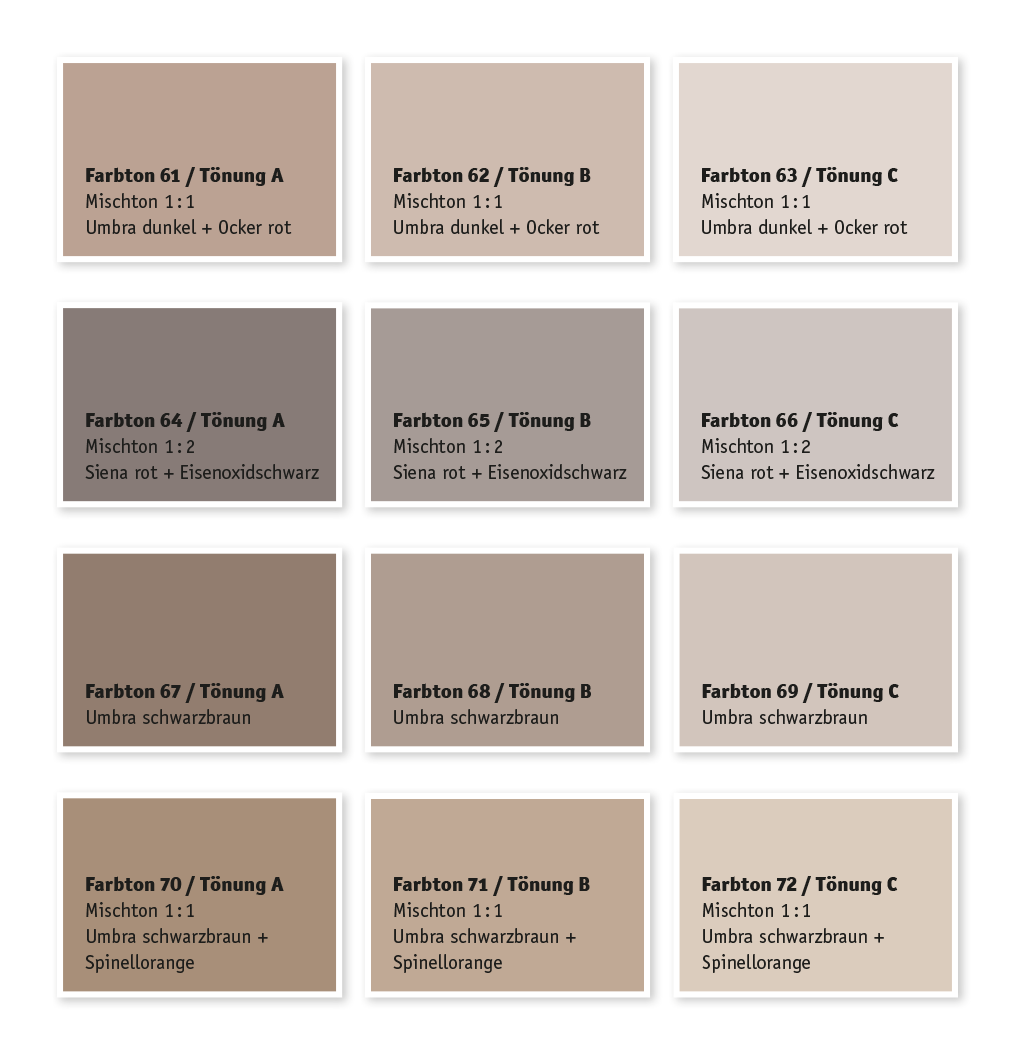 Farbton 61 / Tönung A
Mischton 1:1
Umbra dunkel + Ocker rot
Farbton 62 / Tönung B
Mischton 1:1
Umbra dunkel + Ocker rot
Farbton 63 / Tönung C
Mischton 1:1
Umbra dunkel + Ocker rot
Farbton 64 / Tönung A
Mischton 1:2
Siena rot + Eisenoxidschwarz
Farbton 65 / Tönung B
Mischton 1:2
Siena rot + Eisenoxidschwarz
Farbton 66 / Tönung C
Mischton 1:2
Siena rot + Eisenoxidschwarz
Farbton 67 / Tönung A
Umbra schwarzbraun
Farbton 68 / Tönung B
Umbra schwarzbraun
Farbton 69 / Tönung C
Umbra schwarzbraun
Farbton 70 / Tönung A
Mischton 1:1
Umbra schwarzbraun +
Spinellorange
Farbton 71 / Tönung B
Mischton 1:1
Umbra schwarzbraun +
Spinellorange
Farbton 72 / Tönung C
Mischton 1:1
Umbra schwarzbraun +
Spinellorange